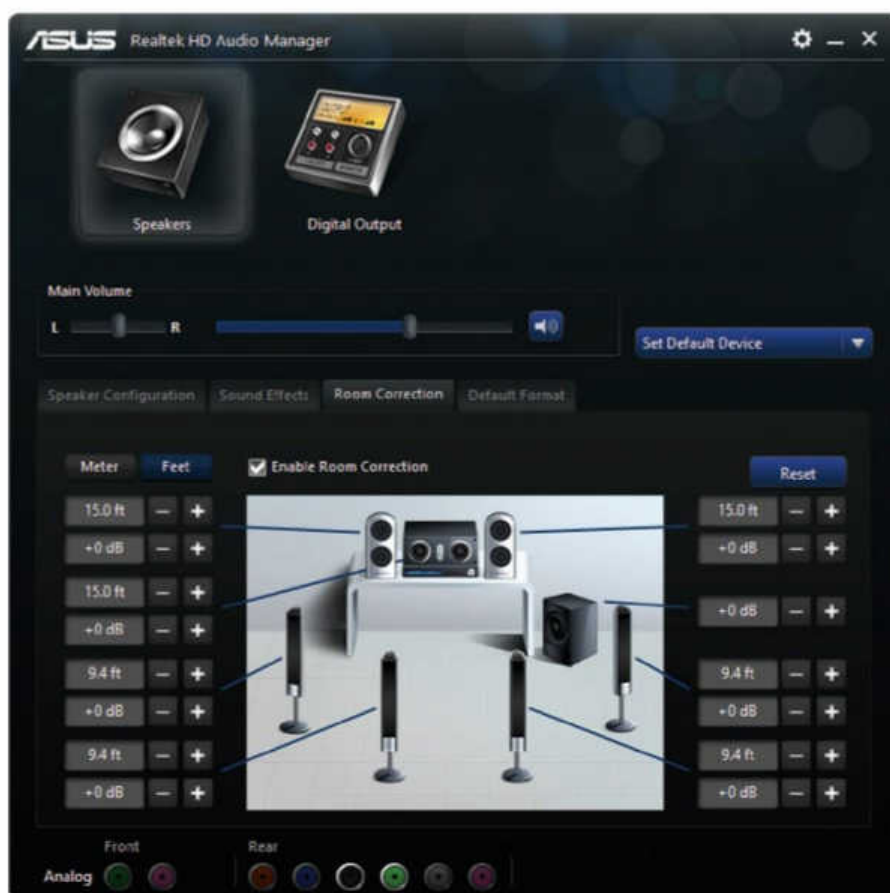 ASUS Realtek HD Audio Manager
Speakers
Digital Output
Main Volume
L R
Set Default Device
Speaker Configuration Sound Effects Room Correction Default Format
Meter Feet Enable Room Correction Reset
15.0 ft − + 15.0 ft − +
+0 dB − + +0 dB − +
15.0 ft − +
+0 dB − + +0 dB − +
9.4 ft − + 9.4 ft − +
+0 dB − + +0 dB − +
9.4 ft − + 9.4 ft − +
+0 dB − + +0 dB − +
Front Rear
Analog